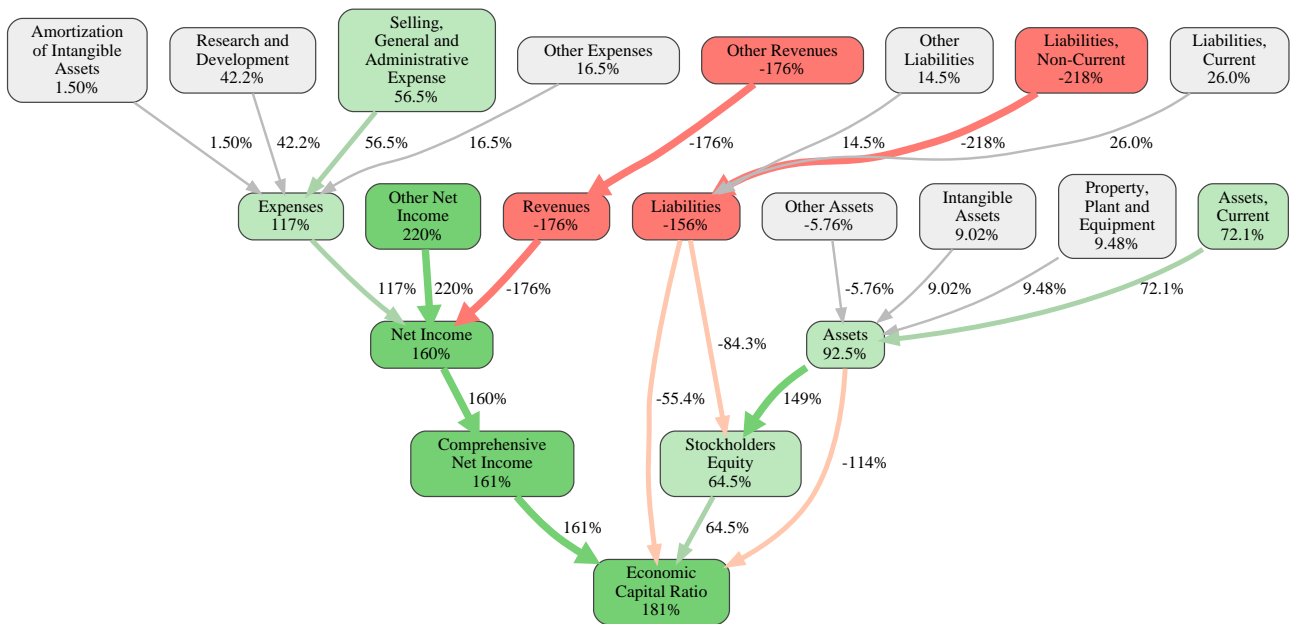 Amortization
of Intangible
Assets
1.50%
Research and
Development
42.2%
Selling,
General and
Administrative
Expense
56.5%
Other Expenses
16.5%
Other Revenues
-176%
Other
Liabilities
14.5%
Liabilities,
Non-Current
-218%
Liabilities,
Current
26.0%
1.50%
42.2%
56.5%
16.5%
-176%
14.5%
-218%
26.0%
Expenses
117%
Other Net
Income
220%
Revenues
-176%
Liabilities
-156%
Other Assets
-5.76%
Intangible
Assets
9.02%
Property,
Plant and
Equipment
9.48%
Assets,
Current
72.1%
117%
220%
-176%
-5.76%
9.02%
9.48%
72.1%
Net Income
160%
Assets
92.5%
-84.3%
160%
-55.4%
149%
Comprehensive
Net Income
161%
Stockholders
Equity
64.5%
-114%
161%
64.5%
Economic
Capital Ratio
181%